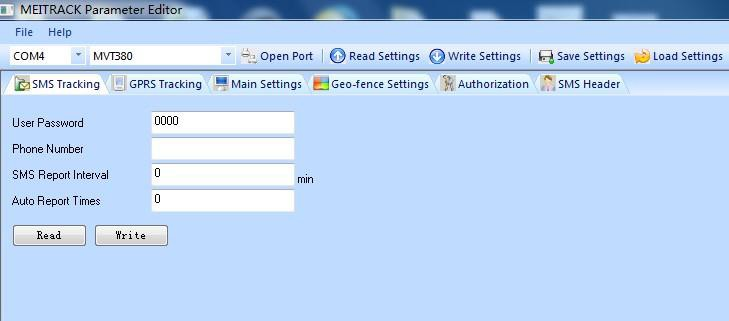 MEITRACK Parameter Editor
File Help
COM4 MVT380 Open Port Read Settings Write Settings Save Settings Load Settings
SMS Tracking GPRS Tracking Main Settings Geo-fence Settings Authorization SMS Header
User Password 0000
Phone Number
SMS Report Interval 0 min
Auto Report Times 0
Read Write